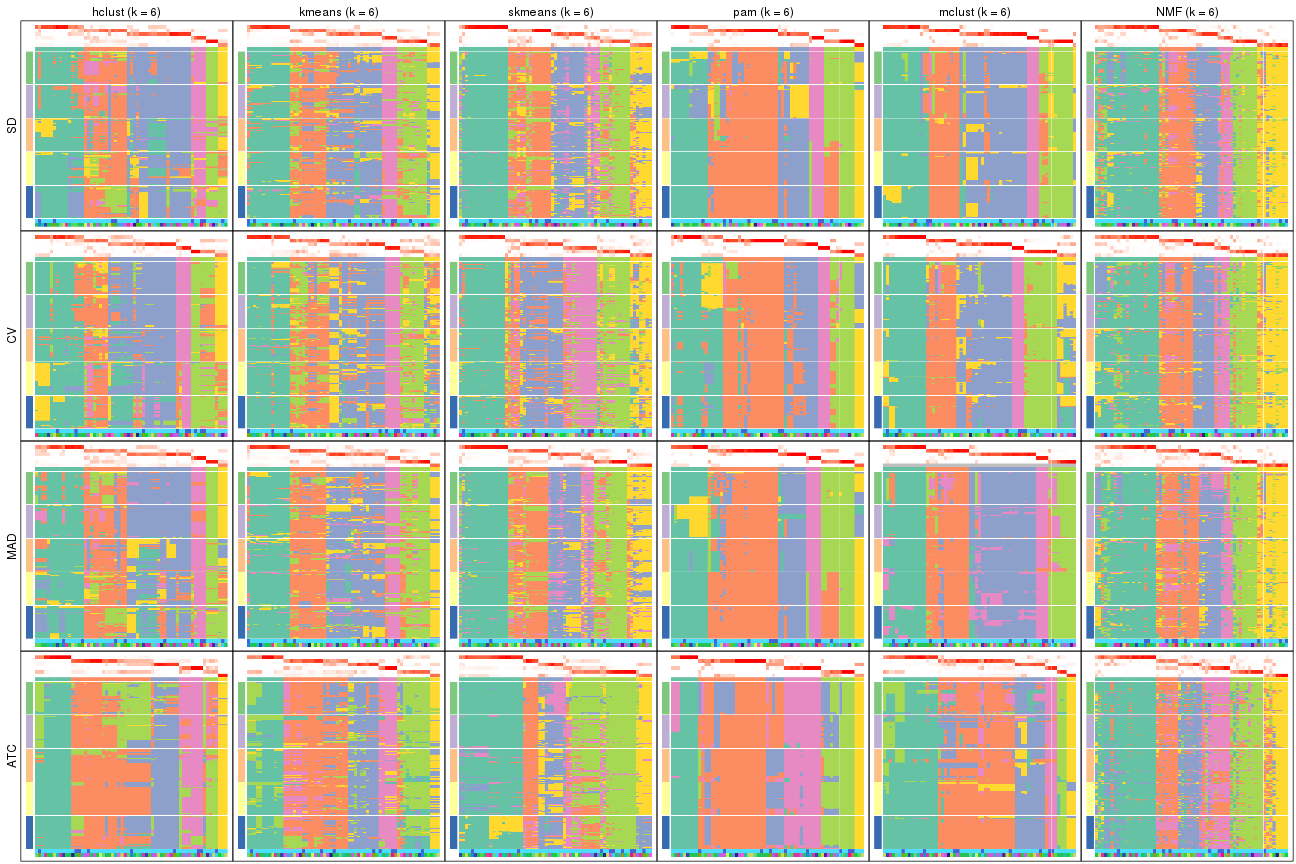 hclust (k = 6)
kmeans (k = 6)
skmeans (k = 6)
pam (k = 6)
mclust (k = 6)
NMF (k = 6)
SD
CV
MAD
ATC